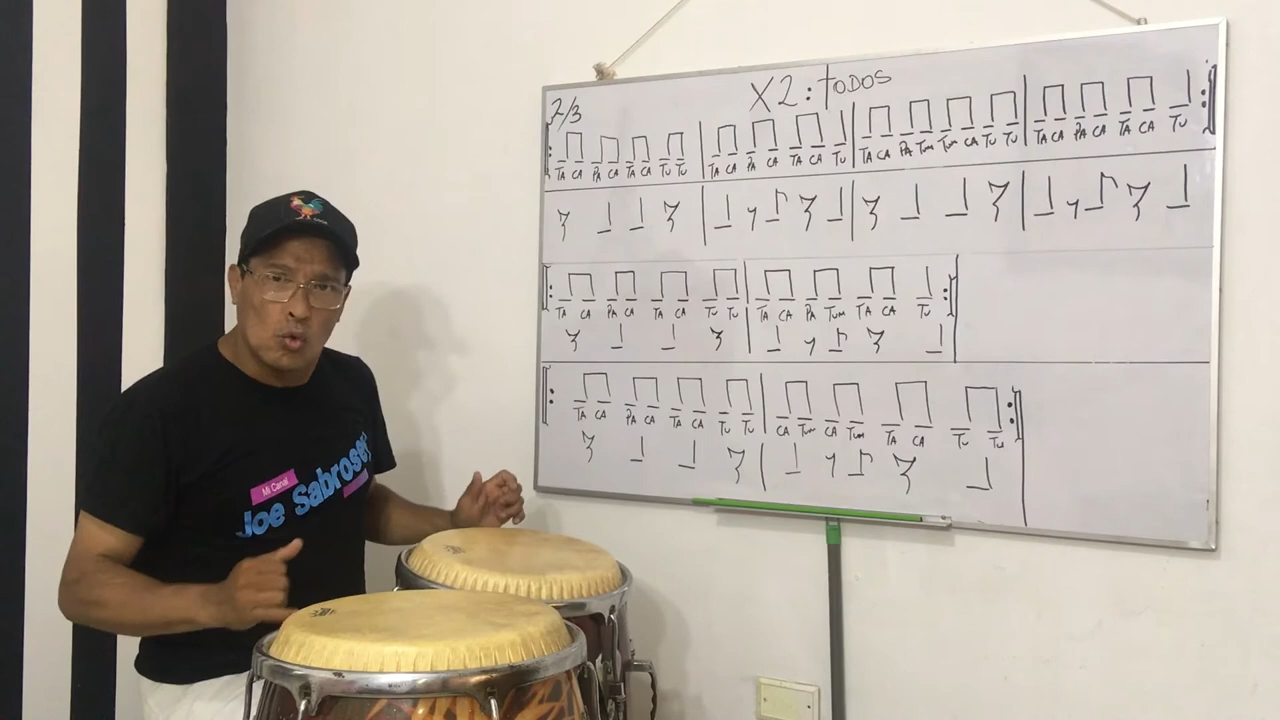 X2: TODOS
2/3
TA CA PA CA TA CA TU TU TA CA PA CA TA CA TU TA CA PA TUM TUM CA TU TU TA CA PA CA TA CA TU
TA CA PA CA TA CA TU TU TA CA PA TUM TA CA TU
TA CA PA CA TA CA TU TU CA TUM CA TUM TA CA TU TU
Mi Canal
Joe Sabroser